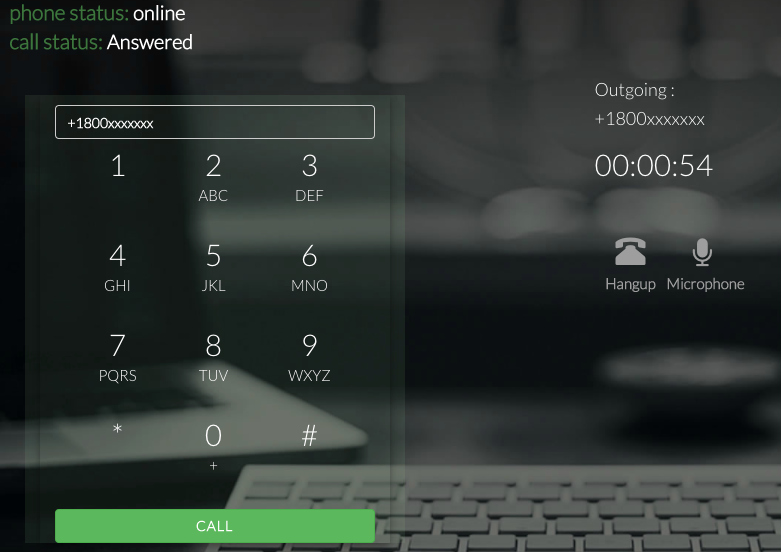 phone status: online
call status: Answered
+1800xxxxxxx
1 2 3
ABC DEF
4 5 6
GHI JKL MNO
7 8 9
PQRS TUV WXYZ
* 0 #
+
CALL
Outgoing :
+1800xxxxxxx
00:00:54
Hangup Microphone